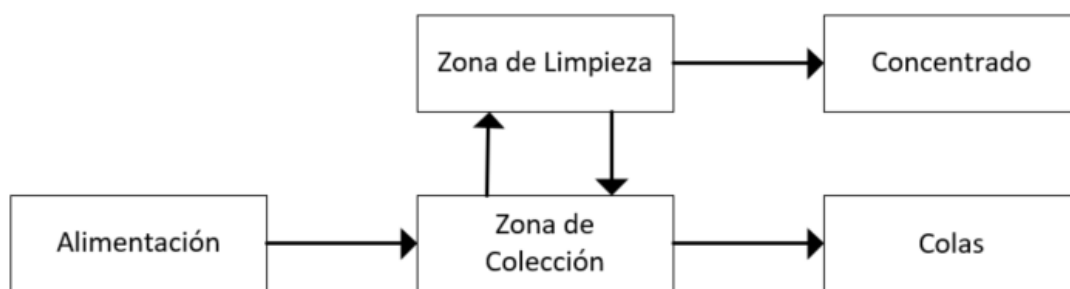 Zona de Limpieza
Concentrado
Alimentación
Zona de
Colección
Colas